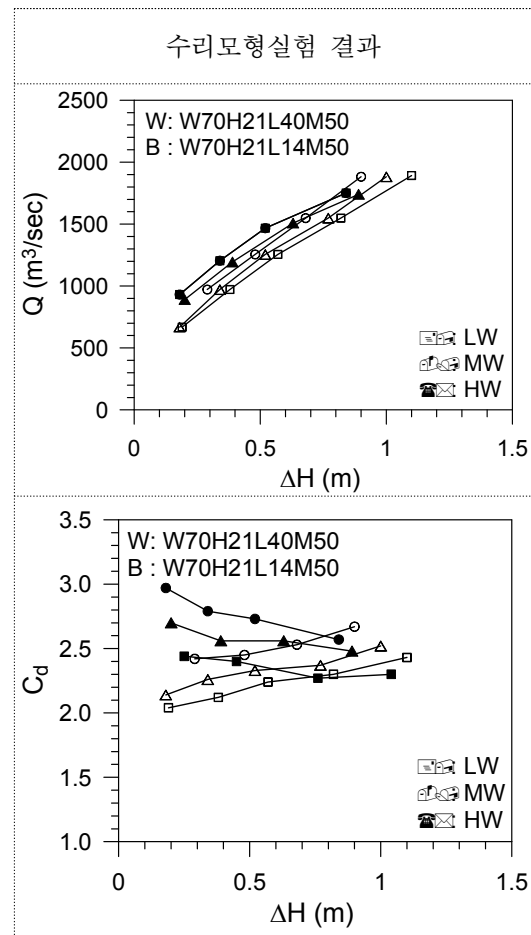 수리모형실험 결과
2500
2000
1500
1000
500
0
Q (m³/sec)
W: W70H21L40M50
B : W70H21L14M50
LW
MW
HW
0
0.5
1
1.5
ΔH (m)
3.5
3.0
2.5
2.0
1.5
1.0
C_d
W: W70H21L40M50
B : W70H21L14M50
LW
MW
HW
0
0.5
1
1.5
ΔH (m)